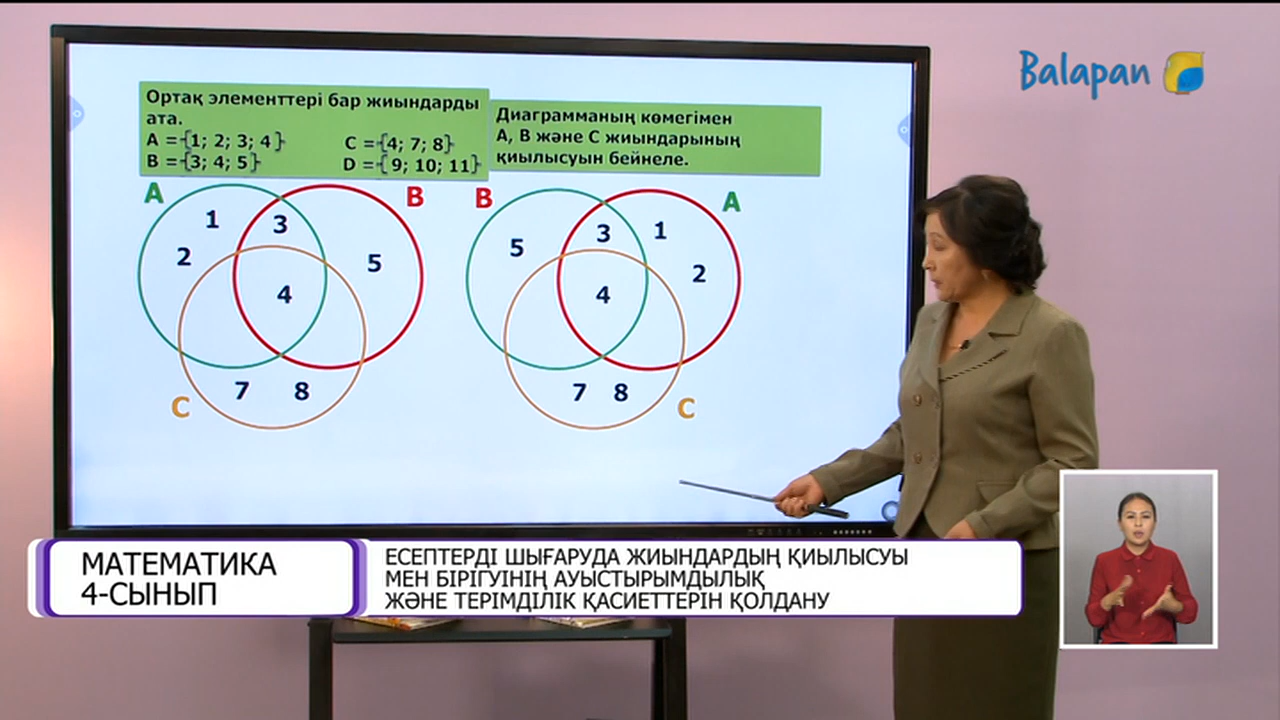 Balapan
Ортақ элементтері бар жиындарды
ата.
A ={1; 2; 3; 4 } C ={4; 7; 8}
B ={3; 4; 5 } D ={ 9; 10; 11}
Диаграмманың көмегімен
А, В және С жиындарының
қиылысуын бейнеле.
A B
1 3
2 5
4
7 8
C
B A
3 1
5 2
4
7 8
C
МАТЕМАТИКА
4-СЫНЫП
ЕСЕПТЕРДІ ШЫҒАРУДА ЖИЫНДАРДЫҢ ҚИЫЛЫСУЫ
МЕН БІРІГУІНІҢ АУЫСТЫРЫМДЫЛЫҚ
ЖӘНЕ ТЕРІМДІЛІК ҚАСИЕТТЕРІН ҚОЛДАНУ